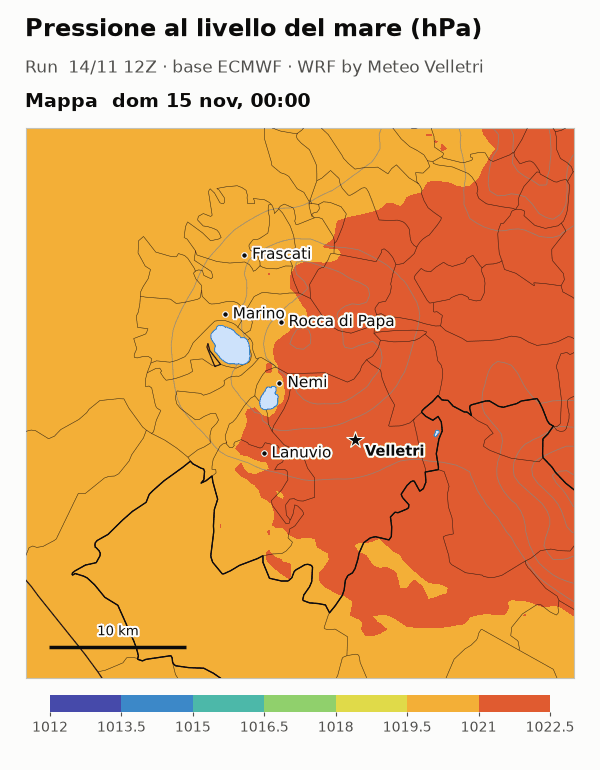 Pressione al livello del mare (hPa)
Run 14/11 12Z · base ECMWF · WRF by Meteo Velletri
Mappa dom 15 nov, 00:00
Frascati
Marino
Rocca di Papa
Nemi
Velletri
Lanuvio
10 km
1012 1013.5 1015 1016.5 1018 1019.5 1021 1022.5